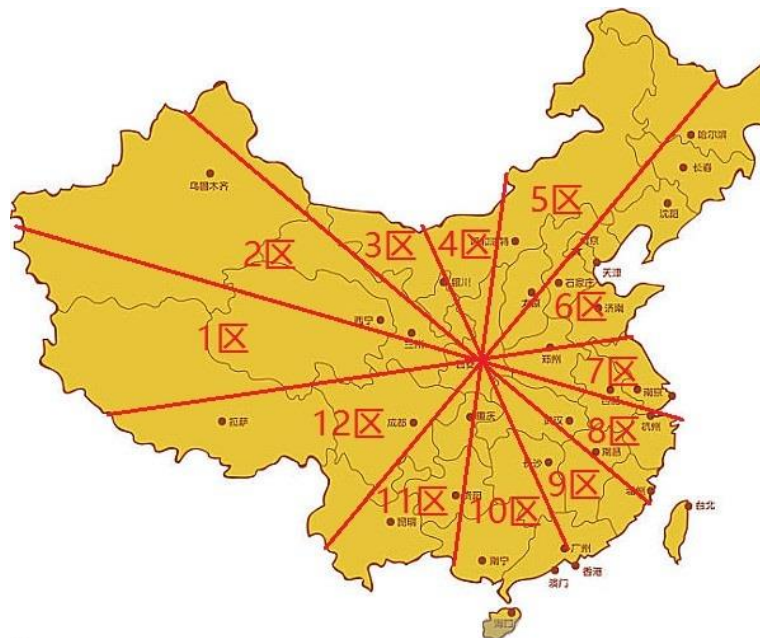 哈尔滨
长春
乌鲁木齐
沈阳
5区
2区
3区
4区
呼和浩特
北京
天津
银川
石家庄
太原
6区
济南
西宁
兰州
1区
郑州
西安
7区
合肥
南京
拉萨
12区
成都
重庆
武汉
8区
杭州
南昌
长沙
9区
福州
11区
贵阳
10区
台北
昆明
南宁
广州
香港
澳门
海口